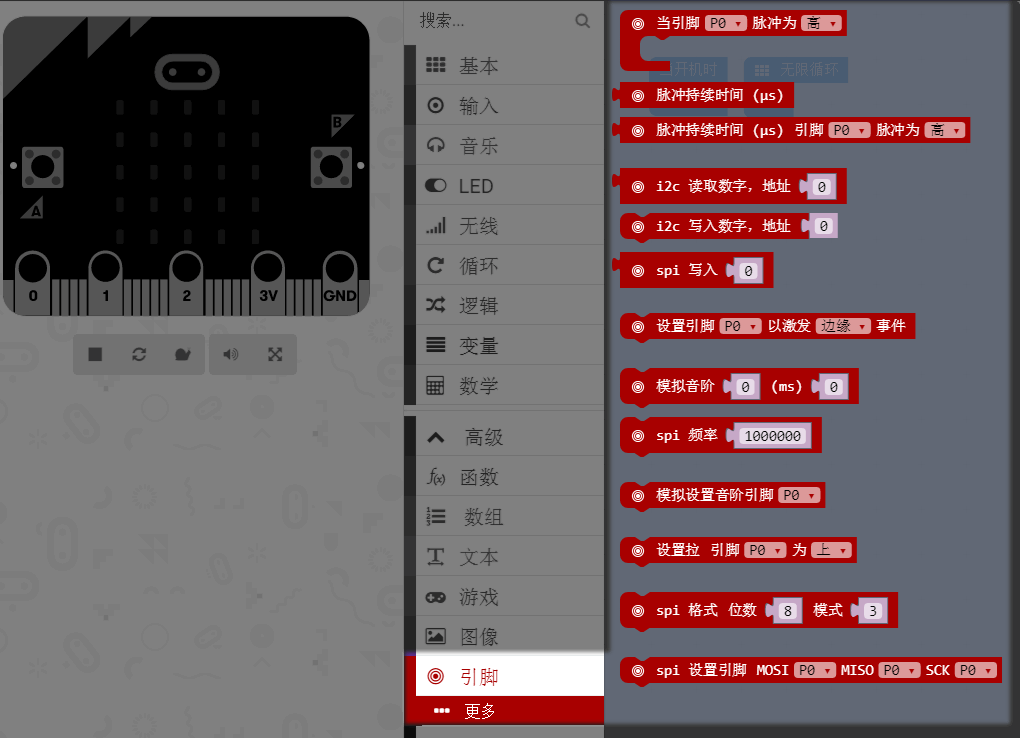 B
A
0 1 2 3V GND
搜索...
基本
输入
音乐
LED
无线
循环
逻辑
变量
数学
高级
f(x) 函数
数组
文本
游戏
图像
引脚
更多
当引脚 P0 脉冲为 高
当开机时 无限循环
脉冲持续时间 (μs)
脉冲持续时间 (μs) 引脚 P0 脉冲为 高
i2c 读取数字，地址 0
i2c 写入数字，地址 0
spi 写入 0
设置引脚 P0 以激发 边缘 事件
模拟音阶 0 (ms) 0
spi 频率 1000000
模拟设置音阶引脚 P0
设置拉 引脚 P0 为 上
spi 格式 位数 8 模式 3
spi 设置引脚 MOSI P0 MISO P0 SCK P0